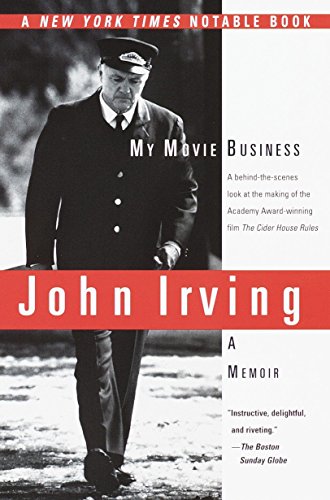 A NEW YORK TIMES NOTABLE BOOK
MY MOVIE BUSINESS
A behind-the-scenes
look at the making of the
Academy Award-winning
film The Cider House Rules
John Irving
A
MEMOIR
"Instructive, delightful,
and riveting."
—The Boston
Sunday Globe